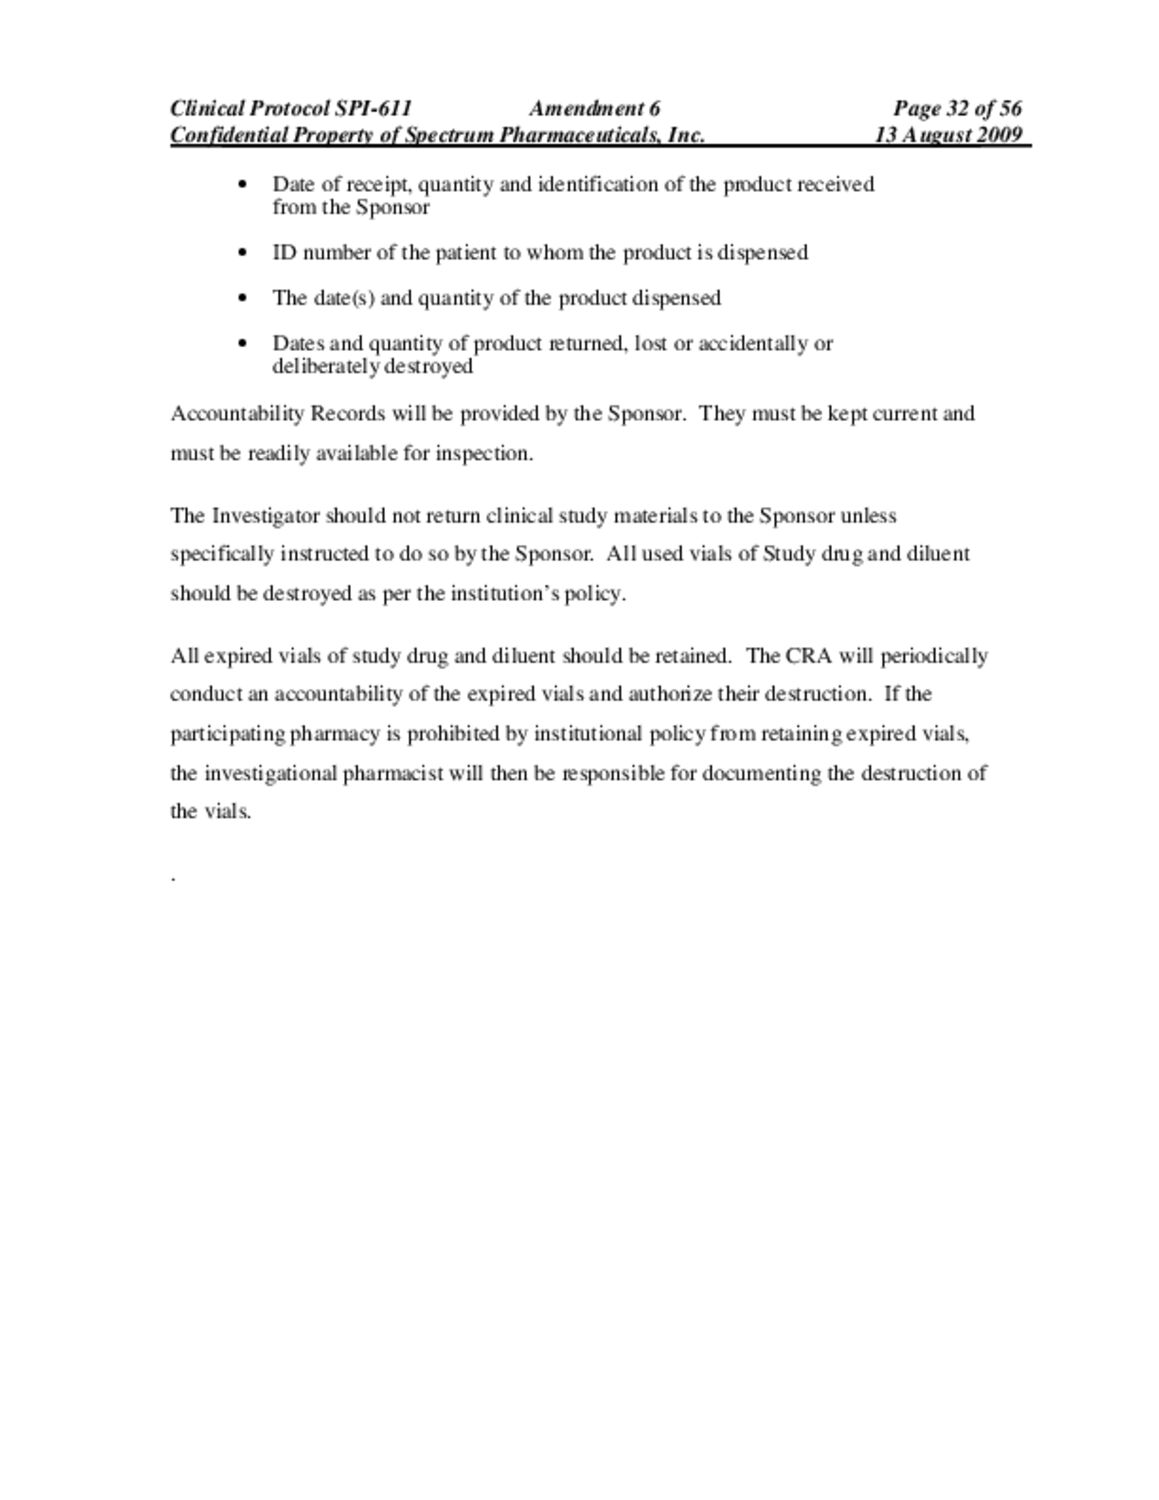 Clinical Protocol SPI-611 Amendment 6 Page 32 of 56
Confidential Property of Spectrum Pharmaceuticals, Inc. 13 August 2009
• Date of receipt, quantity and identification of the product received
from the Sponsor
• ID number of the patient to whom the product is dispensed
• The date(s) and quantity of the product dispensed
• Dates and quantity of product returned, lost or accidentally or
deliberately destroyed
Accountability Records will be provided by the Sponsor. They must be kept current and
must be readily available for inspection.
The Investigator should not return clinical study materials to the Sponsor unless
specifically instructed to do so by the Sponsor. All used vials of Study drug and diluent
should be destroyed as per the institution’s policy.
All expired vials of study drug and diluent should be retained. The CRA will periodically
conduct an accountability of the expired vials and authorize their destruction. If the
participating pharmacy is prohibited by institutional policy from retaining expired vials,
the investigational pharmacist will then be responsible for documenting the destruction of
the vials.
.